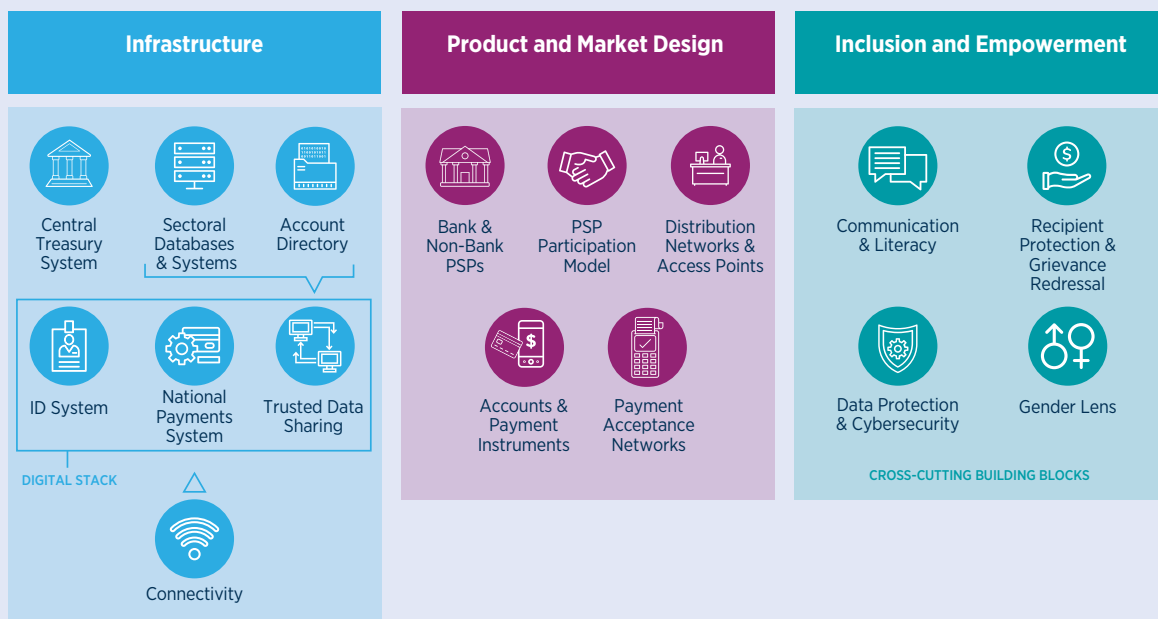 Infrastructure
Product and Market Design
Inclusion and Empowerment
Central
Treasury
System
Sectoral
Databases
& Systems
Account
Directory
ID System
National
Payments
System
Trusted Data
Sharing
DIGITAL STACK
Connectivity
Bank &
Non-Bank
PSPs
PSP
Participation
Model
Distribution
Networks &
Access Points
$
Accounts &
Payment
Instruments
Payment
Acceptance
Networks
Communication
& Literacy
$
Recipient
Protection &
Grievance
Redressal
Data Protection
& Cybersecurity
Gender Lens
CROSS-CUTTING BUILDING BLOCKS